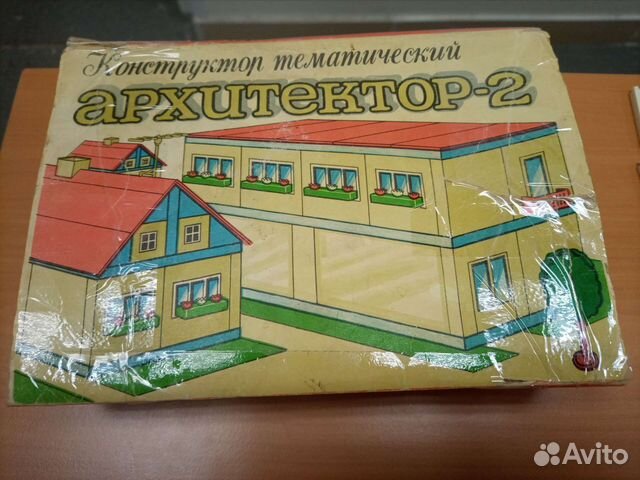 Конструктор тематический
архитектор-2
Avito